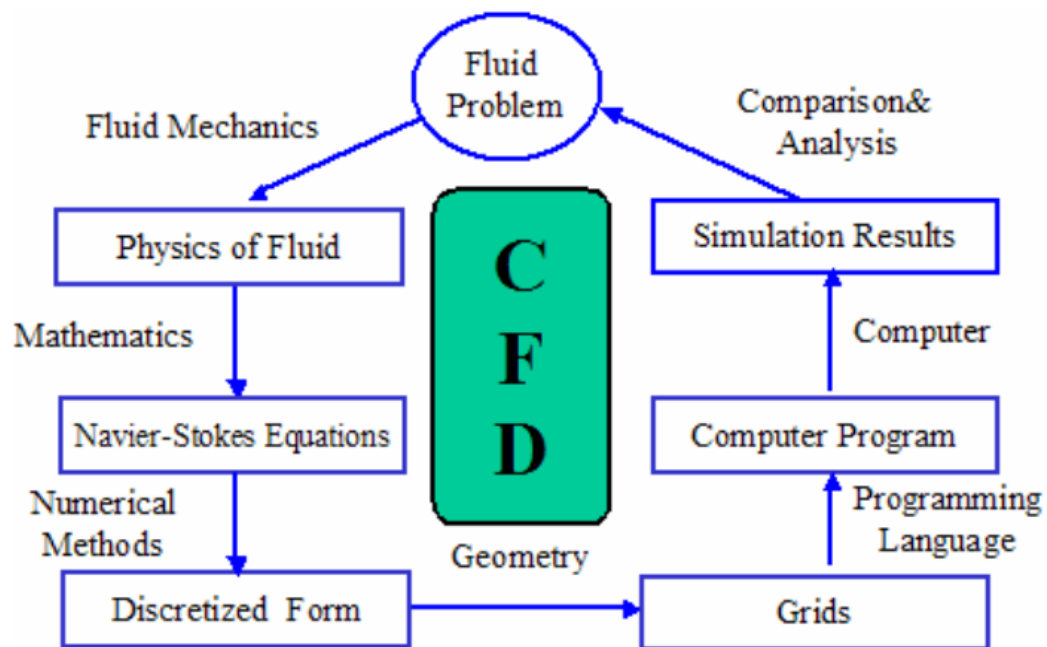 Fluid
Problem
Fluid Mechanics
Comparison&
Analysis
Physics of Fluid
C
F
D
Simulation Results
Mathematics
Computer
Navier-Stokes Equations
Computer Program
Numerical
Methods
Programming
Language
Geometry
Discretized Form
Grids